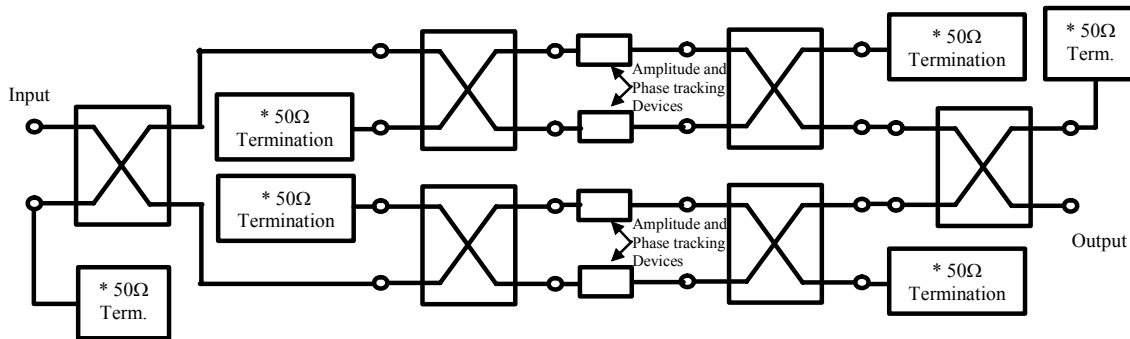 * 50Ω
Termination
* 50Ω
Term.
Input
Amplitude and
Phase tracking
Devices
* 50Ω
Termination
* 50Ω
Termination
Amplitude and
Phase tracking
Devices
Output
* 50Ω
Termination
* 50Ω
Term.